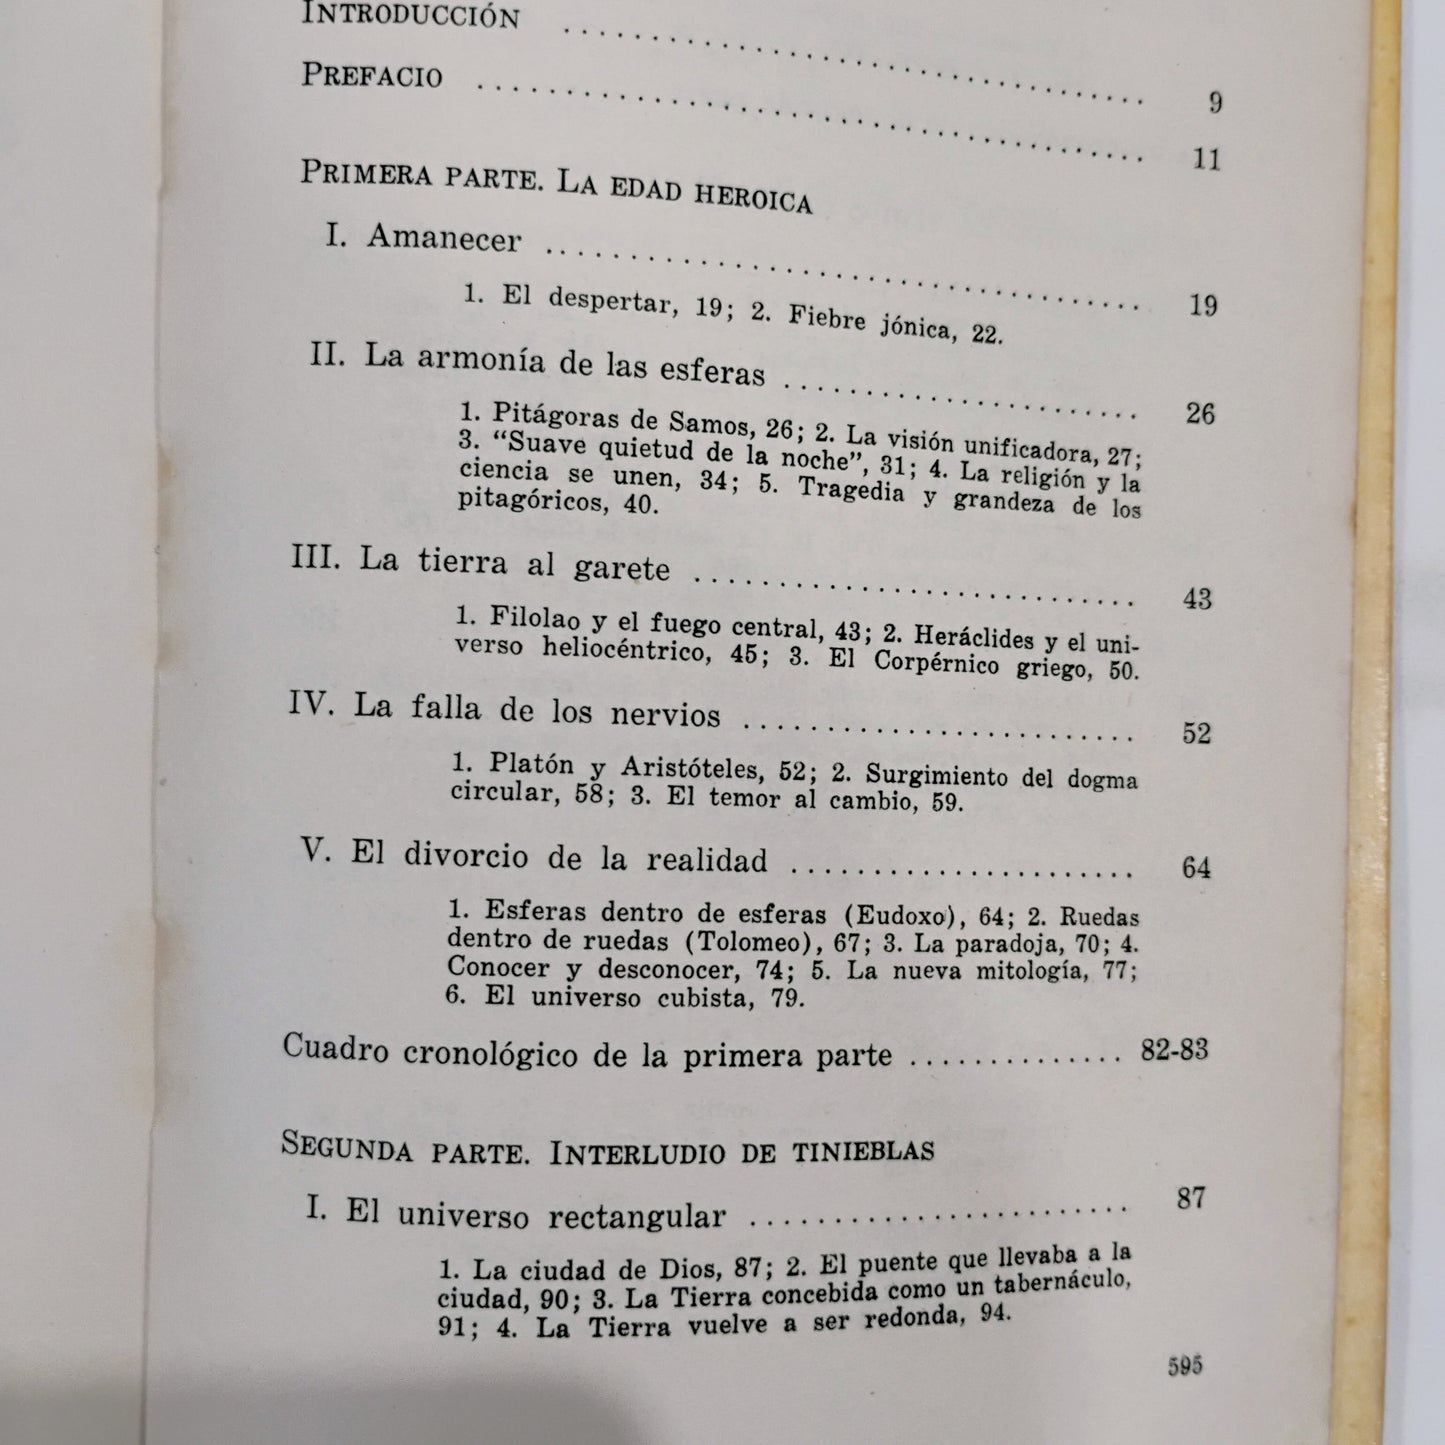 INTRODUCCIÓN .............................. 9
PREFACIO .............................. 11
PRIMERA PARTE. LA EDAD HEROICA
I. Amanecer .............................. 19
1. El despertar, 19; 2. Fiebre jónica, 22.
II. La armonía de las esferas ...................... 26
1. Pitágoras de Samos, 26; 2. La visión unificadora, 27;
3. “Suave quietud de la noche”, 31; 4. La religión y la
ciencia se unen, 34; 5. Tragedia y grandeza de los
pitagóricos, 40.
III. La tierra al garete ........................... 43
1. Filolao y el fuego central, 43; 2. Heráclides y el uni-
verso heliocéntrico, 45; 3. El Corpérnico griego, 50.
IV. La falla de los nervios ........................ 52
1. Platón y Aristóteles, 52; 2. Surgimiento del dogma
circular, 58; 3. El temor al cambio, 59.
V. El divorcio de la realidad ..................... 64
1. Esferas dentro de esferas (Eudoxo), 64; 2. Ruedas
dentro de ruedas (Tolomeo), 67; 3. La paradoja, 70; 4.
Conocer y desconocer, 74; 5. La nueva mitología, 77;
6. El universo cubista, 79.
Cuadro cronológico de la primera parte ............. 82-83
SEGUNDA PARTE. INTERLUDIO DE TINIEBLAS
I. El universo rectangular ....................... 87
1. La ciudad de Dios, 87; 2. El puente que llevaba a la
ciudad, 90; 3. La Tierra concebida como un tabernáculo,
91; 4. La Tierra vuelve a ser redonda, 94.
595